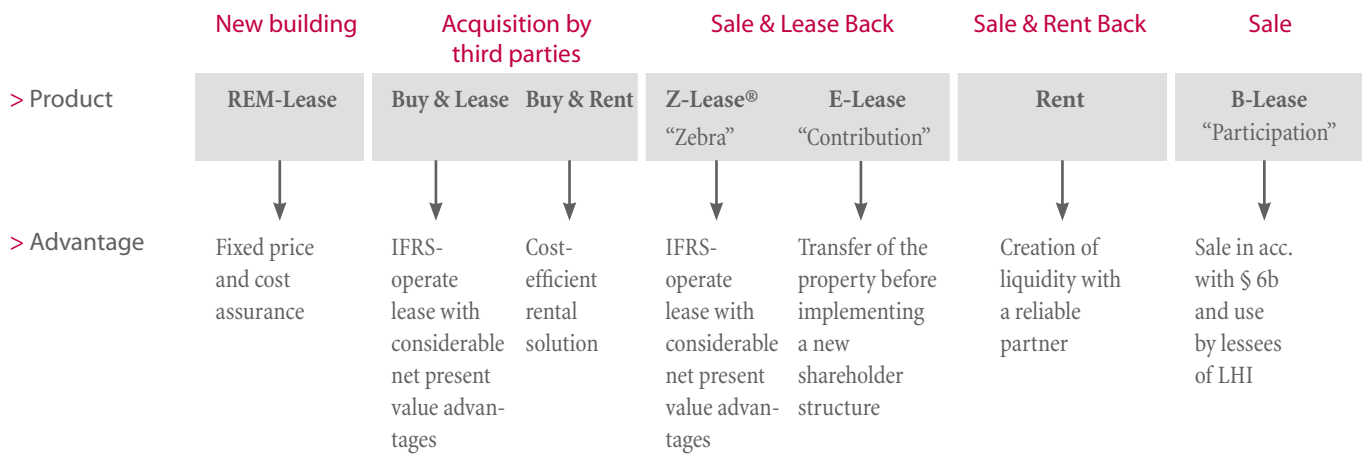 New building
Acquisition by
third parties
Sale & Lease Back
Sale & Rent Back
Sale
> Product
REM-Lease
Buy & Lease
Buy & Rent
Z-Lease®
“Zebra”
E-Lease
“Contribution”
Rent
B-Lease
“Participation”
> Advantage
Fixed price
and cost
assurance
IFRS-
operate
lease with
considerable
net present
value advan-
tages
Cost-
efficient
rental
solution
IFRS-
operate
lease with
considerable
net present
value advan-
tages
Transfer of the
property before
implementing
a new
shareholder
structure
Creation of
liquidity with
a reliable
partner
Sale in acc.
with $ 6b
and use
by lessees
of LHI